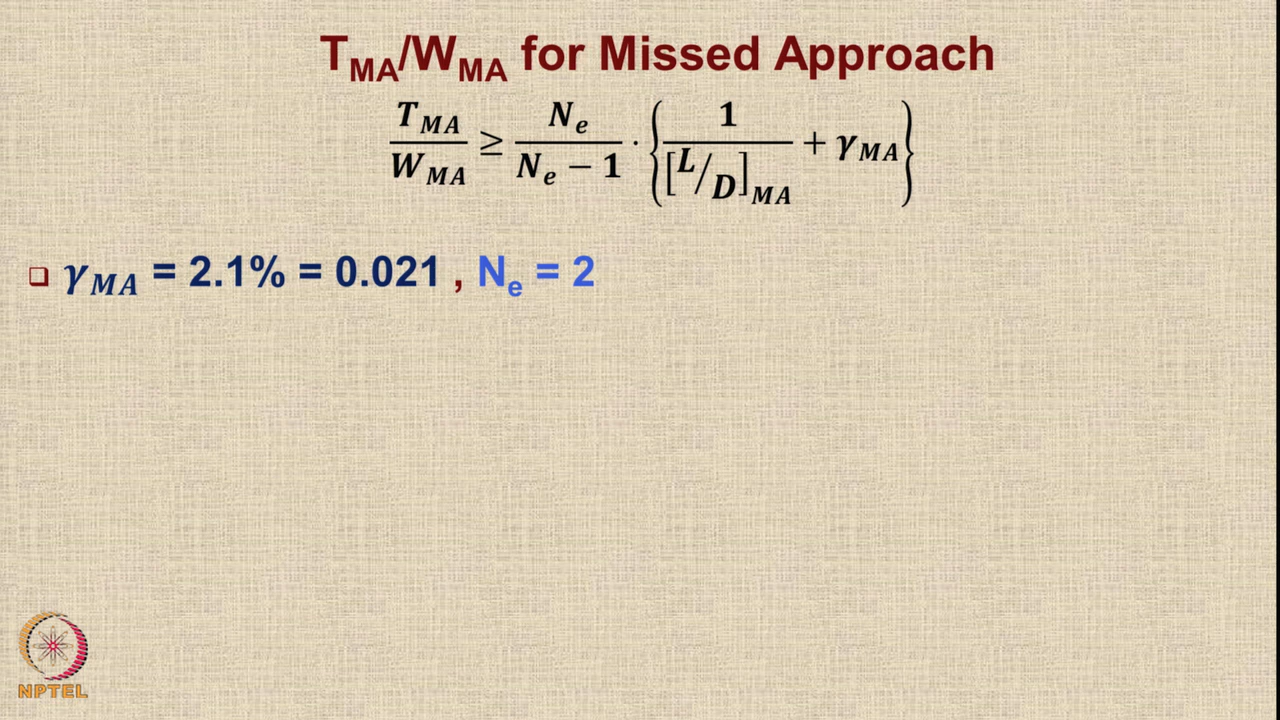 T_MA/W_MA for Missed Approach
T_MA/W_MA ≥ N_e/(N_e − 1) · {1/[L/D]_MA + γ_MA}
γ_MA = 2.1% = 0.021 , N_e = 2
NPTEL